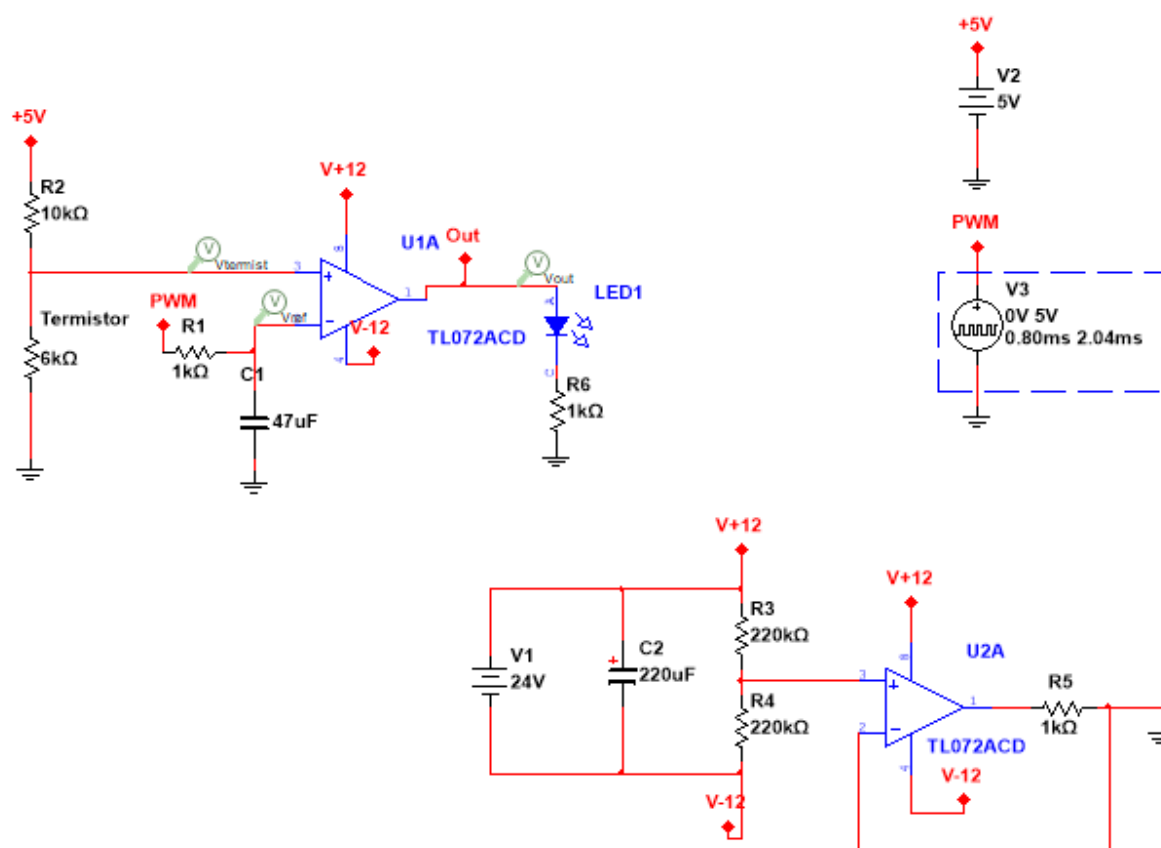 +5V
V2
5V
+5V
R2
10kΩ
V+12
8
U1A
Out
V
Vtermist
3
+
V
Vout
LED1
PWM
V3
0V 5V
0.80ms 2.04ms
PWM
V
Vref
1
A
Termistor
R1
1kΩ
V-12
TL072ACD
6kΩ
C1
4
C
R6
1kΩ
47uF
V+12
V+12
R3
220kΩ
8
U2A
V1
24V
C2
220uF
+
3
+
R5
1kΩ
R4
220kΩ
1
2
TL072ACD
4
V-12
V-12